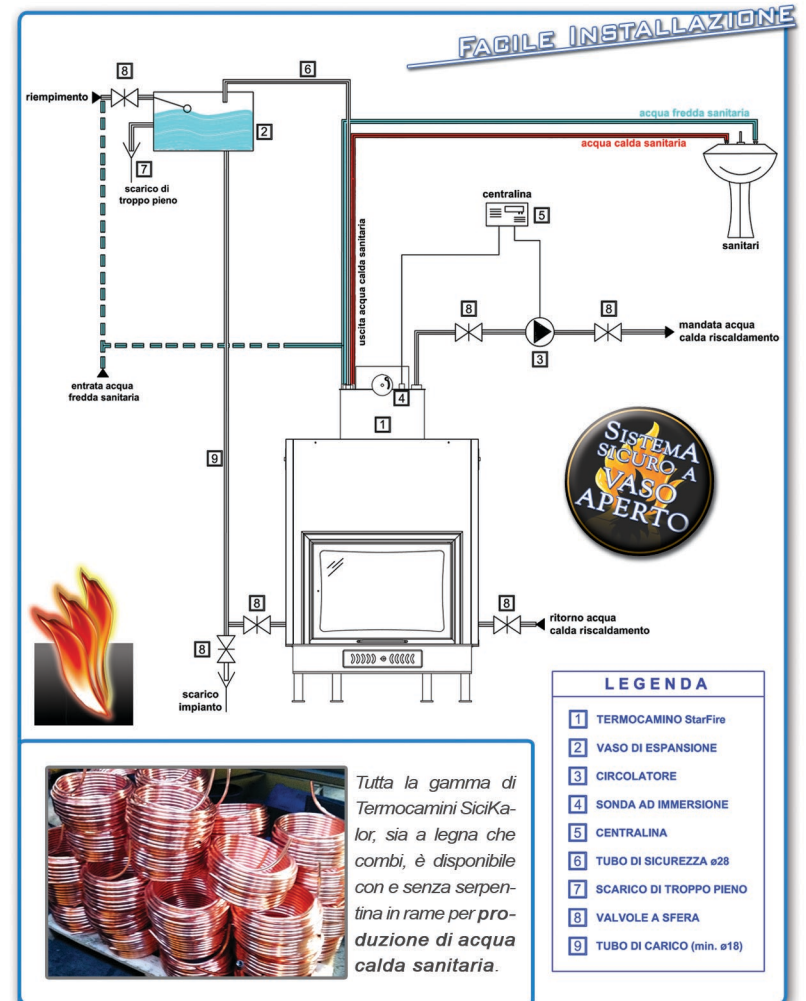 FACILE INSTALLAZIONE
8
6
riempimento
2
7
scarico di
troppo pieno
acqua fredda sanitaria
acqua calda sanitaria
sanitari
centralina
5
uscita acqua calda sanitaria
8
8
3
mandata acqua
calda riscaldamento
entrata acqua
fredda sanitaria
4
1
9
SISTEMA
SICURO A
VASO
APERTO
8
8
ritorno acqua
calda riscaldamento
8
scarico
impianto
LEGENDA
1 TERMOCAMINO StarFire
2 VASO DI ESPANSIONE
3 CIRCOLATORE
4 SONDA AD IMMERSIONE
5 CENTRALINA
6 TUBO DI SICUREZZA ø28
7 SCARICO DI TROPPO PIENO
8 VALVOLE A SFERA
9 TUBO DI CARICO (min. ø18)
Tutta la gamma di
Termocamini SiciKa-
lor, sia a legna che
combi, è disponibile
con e senza serpen-
tina in rame per pro-
duzione di acqua
calda sanitaria.